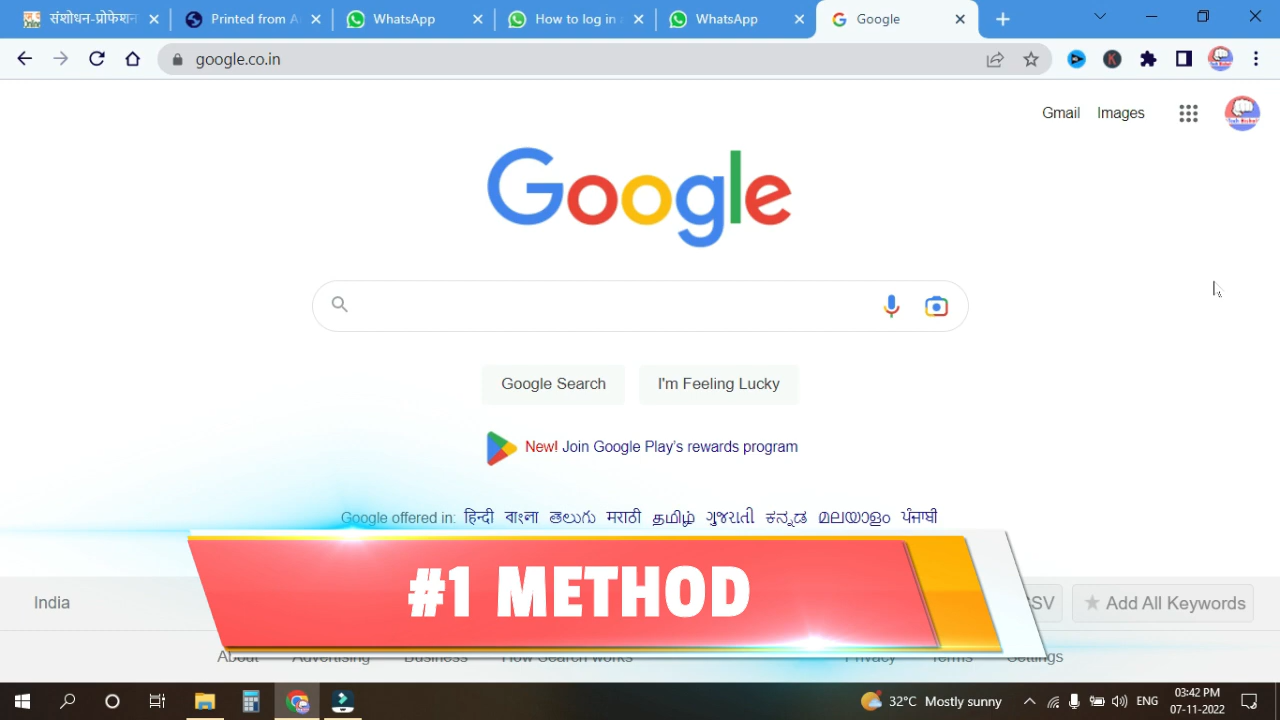 संशोधन-प्रोफेशन
Printed from A
WhatsApp
How to log in
WhatsApp
Google
google.co.in
Gmail Images
Google
Google Search I'm Feeling Lucky
New! Join Google Play's rewards program
Google offered in: हिन्दी বাংলা తెలుగు मराठी தமிழ் ગુજરાતી ಕನ್ನಡ മലയാളം ਪੰਜਾਬੀ
#1 METHOD
India
SV ★ Add All Keywords
About Advertising Business How Search works Privacy Terms Settings
32°C Mostly sunny ENG 03:42 PM
07-11-2022